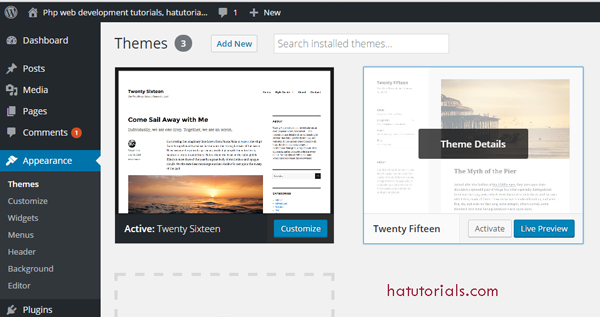 Php web development tutorials, hatutoria... 1 + New
Dashboard
Posts
Media
Pages
Comments 1
Appearance
Themes
Customize
Widgets
Menus
Header
Background
Editor
Plugins
Themes 3 Add New Search installed themes...
Twenty Sixteen
Come Sail Away with Me
Active: Twenty Sixteen Customize
Twenty Fifteen
Theme Details
The Myth of the Pier
Twenty Fifteen Activate Live Preview
hatutorials.com